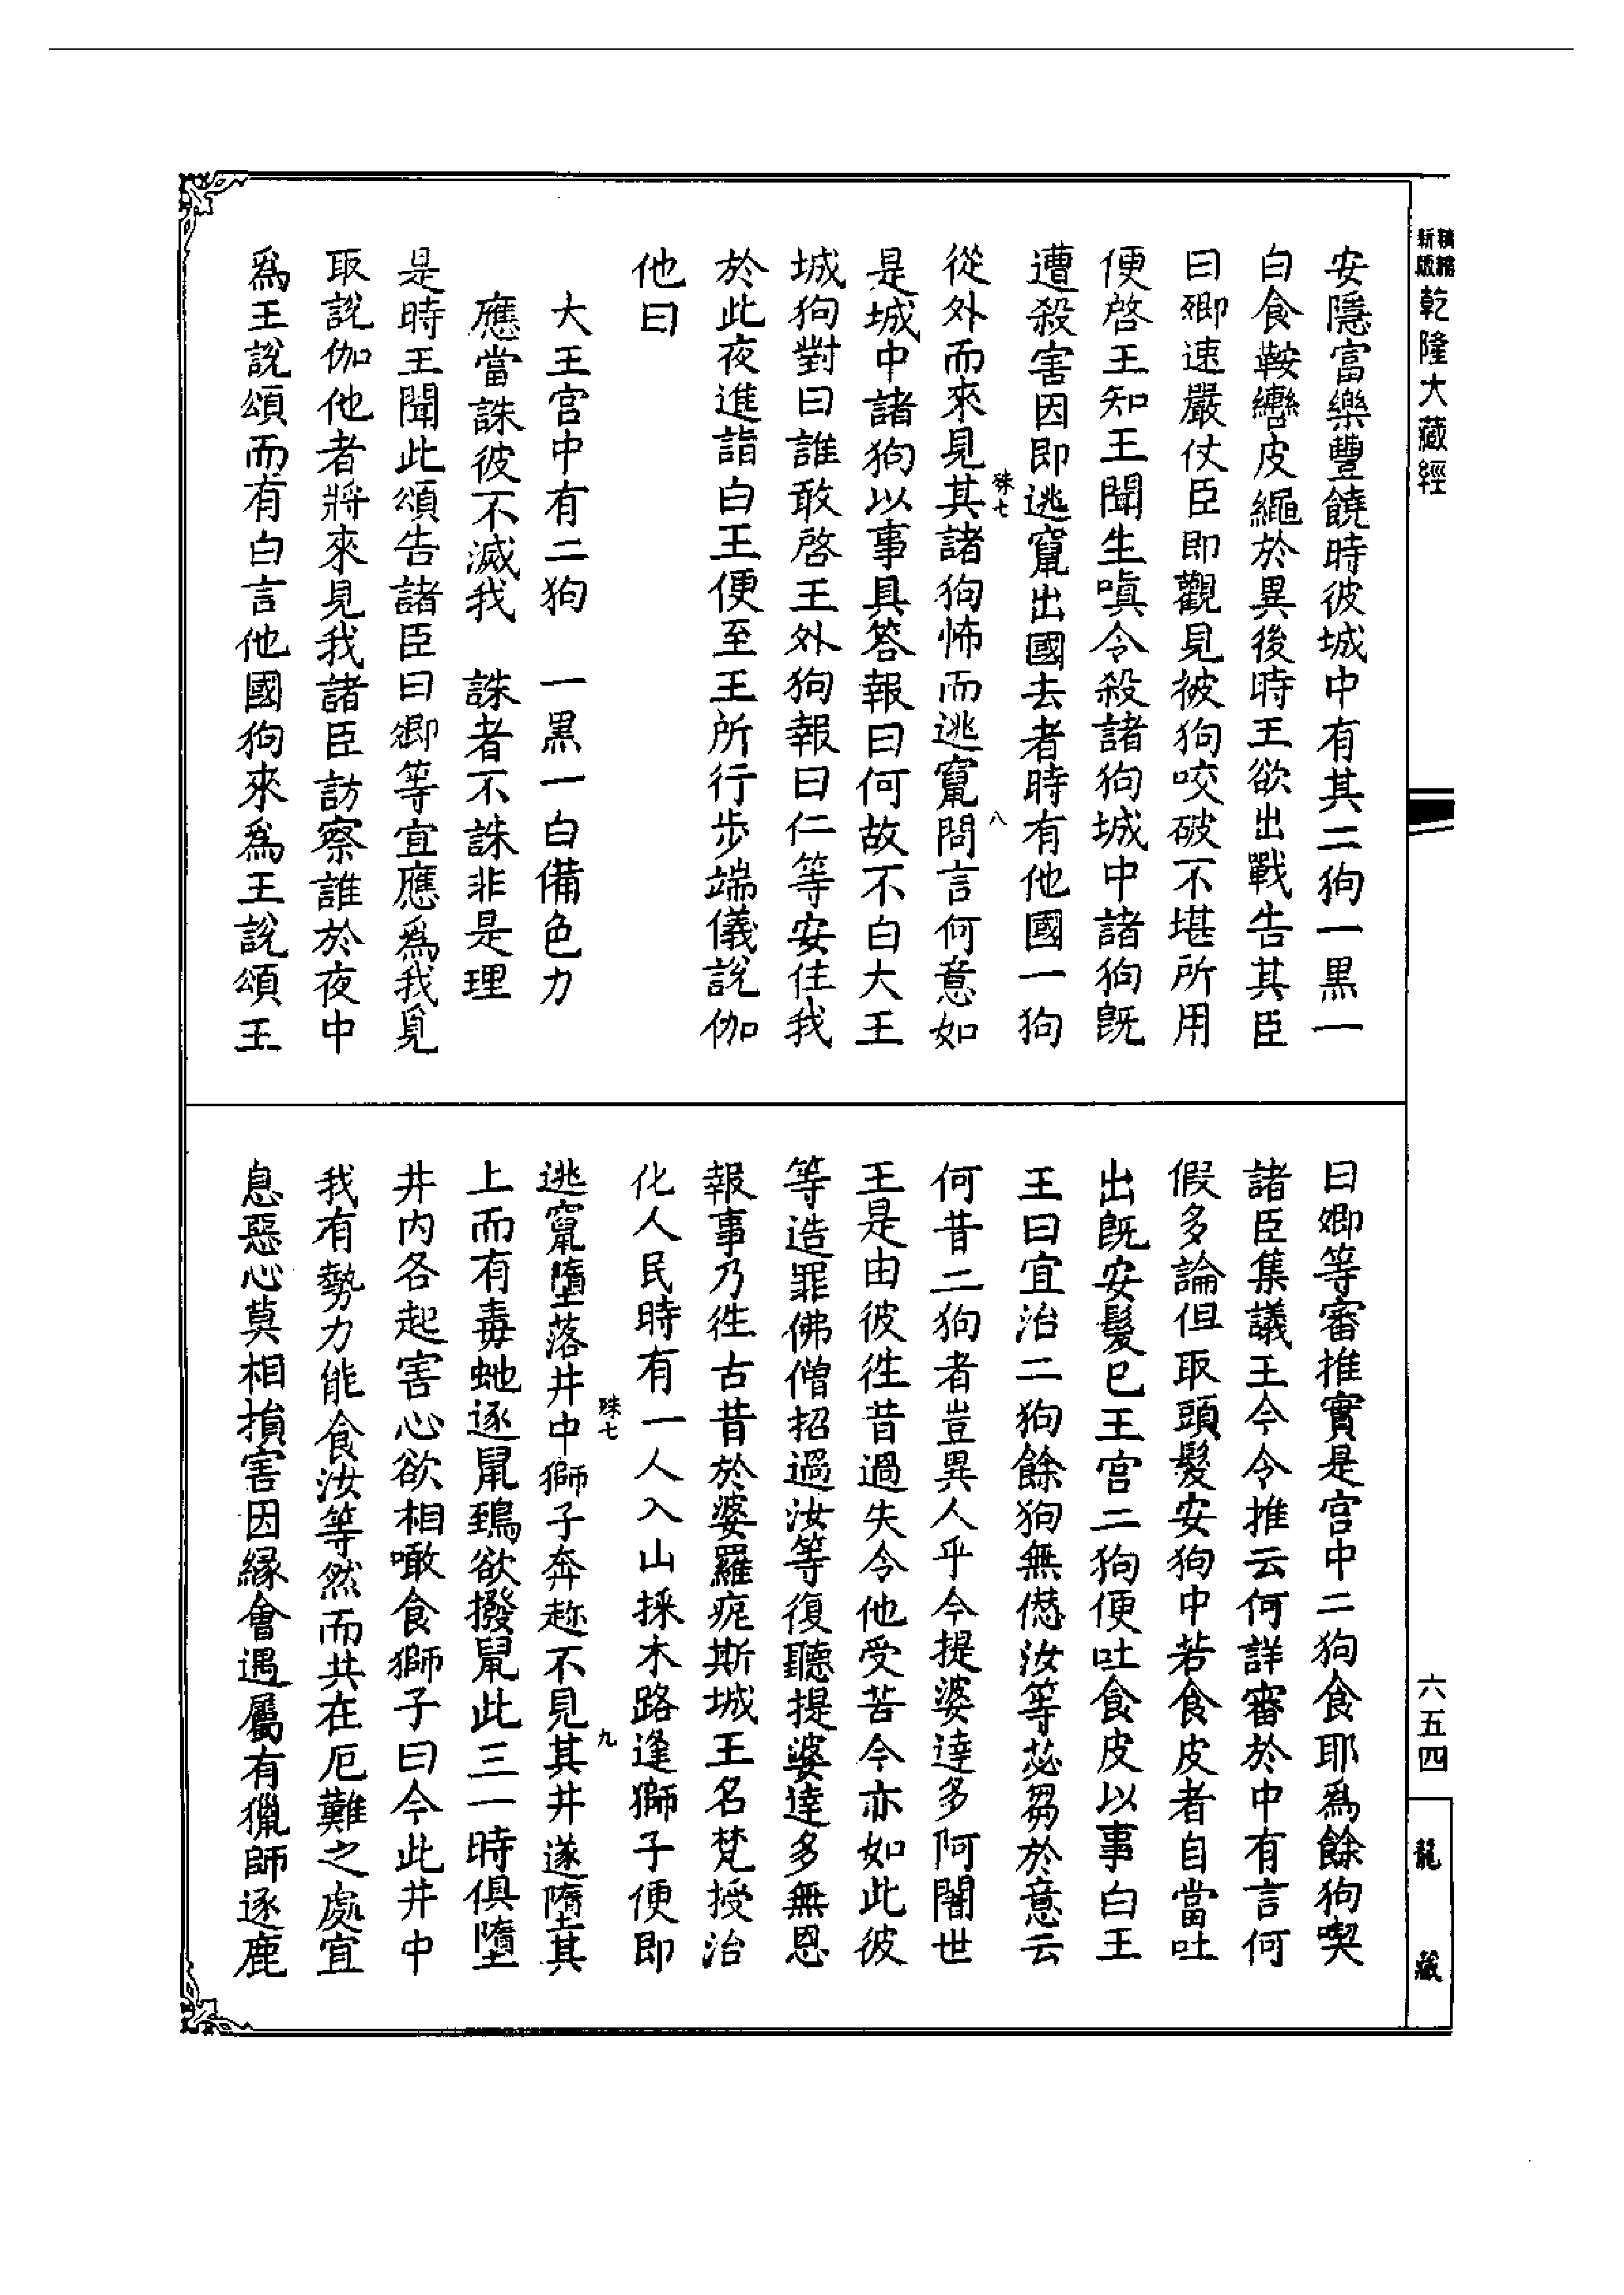 精縮新版乾隆大藏經
安隱富樂豐饒時彼城中有其二狗一黑一
白食鞍轡皮繩於異後時王欲出戰告其臣
曰卿速嚴仗臣即觀見被狗咬破不堪所用
便啓王知王聞生嗔令殺諸狗城中諸狗既
遭殺害因即逃竄出國去者時有他國一狗
殊七 八
從外而來見其諸狗怖而逃竄問言何意如
是城中諸狗以事具答報曰何故不白大王
城狗對曰誰敢啓王外狗報曰仁等安住我
於此夜進詣白王便至王所行步端儀說伽
他曰
大王宮中有二狗 一黑一白備色力
應當誅彼不滅我 誅者不誅非是理
是時王聞此頌告諸臣曰卿等宜應為我覓
取說伽他者將來見我諸臣訪察誰於夜中
為王說頌而有白言他國狗來為王說頌王
曰卿等審推實是宮中二狗食耶為餘狗喫
諸臣集議王今令推云何詳審於中有言何
假多論但取頭髮安狗中若食皮者自當吐
出既安髮已王宮二狗便吐食皮以事白王
王曰宜治二狗餘狗無愆汝等苾芻於意云
何昔二狗者豈異人乎今提婆達多阿闍世
王是由彼往昔過失令他受苦今亦如此彼
等造罪佛僧招過汝等復聽提婆達多無恩
報事乃往古昔於婆羅痆斯城王名梵授治
化人民時有一人入山採木路逢獅子便即
殊七 九
逃竄墮落井中獅子奔趂不見其井遂墮其
上而有毒虵逐鼠鵄欲撥鼠此三一時俱墮
井內各起害心欲相噉食獅子曰今此井中
我有勢力能食汝等然而共在厄難之處宜
息惡心莫相損害因緣會遇屬有獵師逐鹿
六五四
龍藏